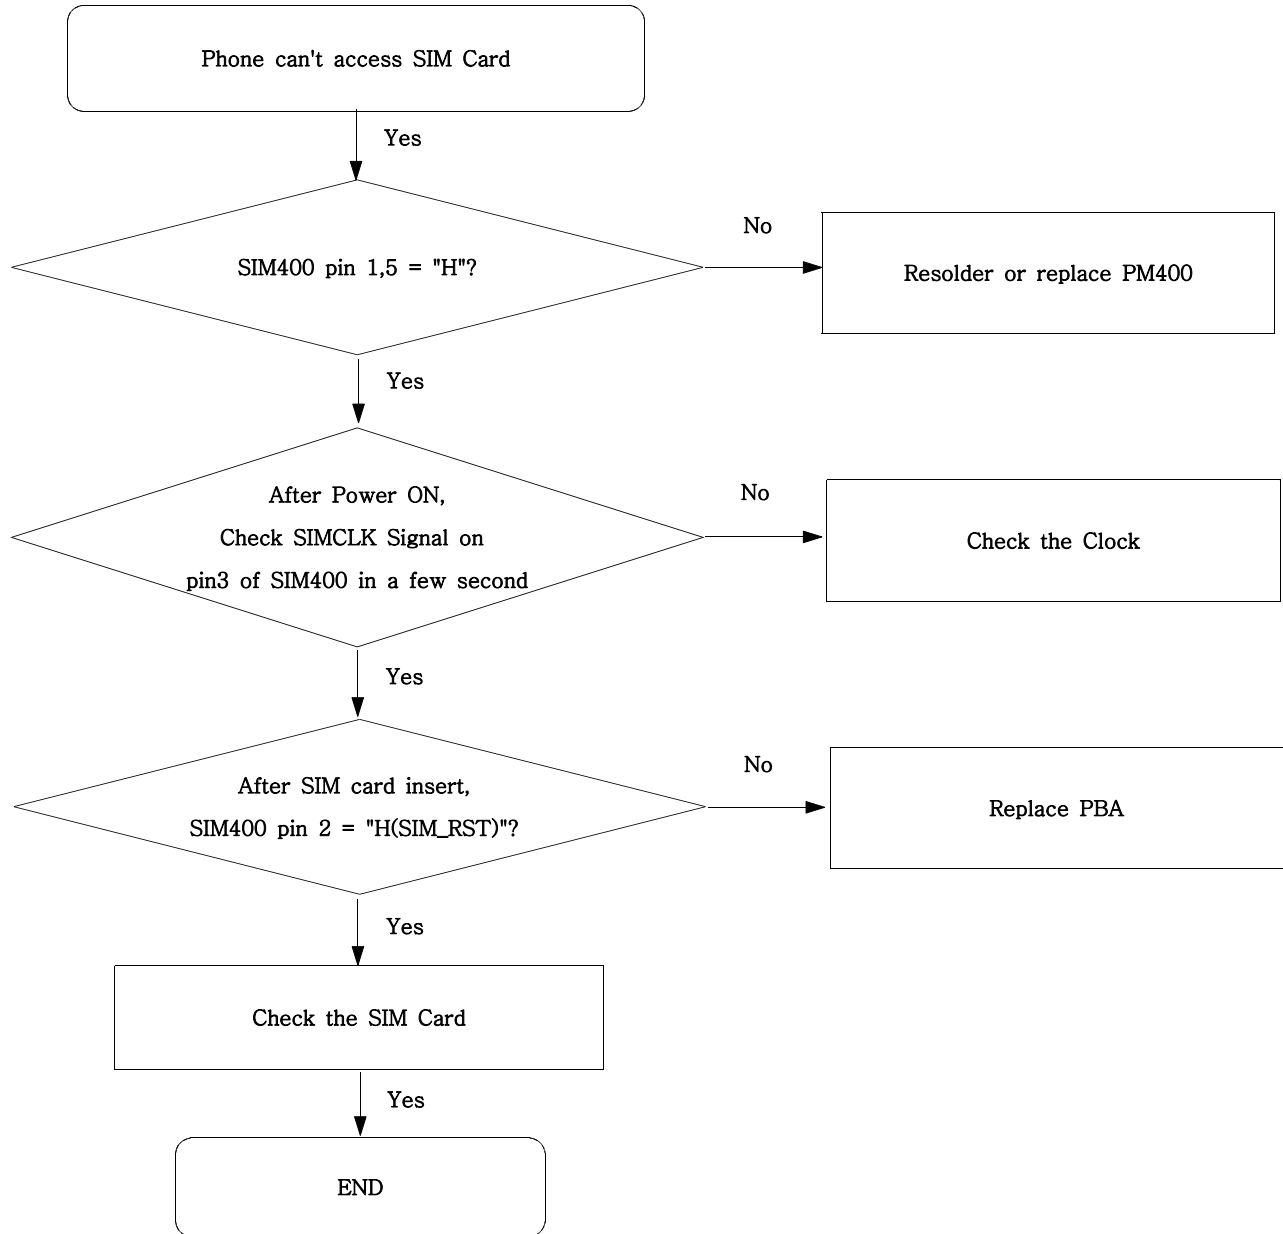 Phone can't access SIM Card
Yes
SIM400 pin 1,5 = "H"?
No
Resolder or replace PM400
Yes
After Power ON,
Check SIMCLK Signal on
pin3 of SIM400 in a few second
No
Check the Clock
Yes
After SIM card insert,
SIM400 pin 2 = "H(SIM_RST)"?
No
Replace PBA
Yes
Check the SIM Card
Yes
END